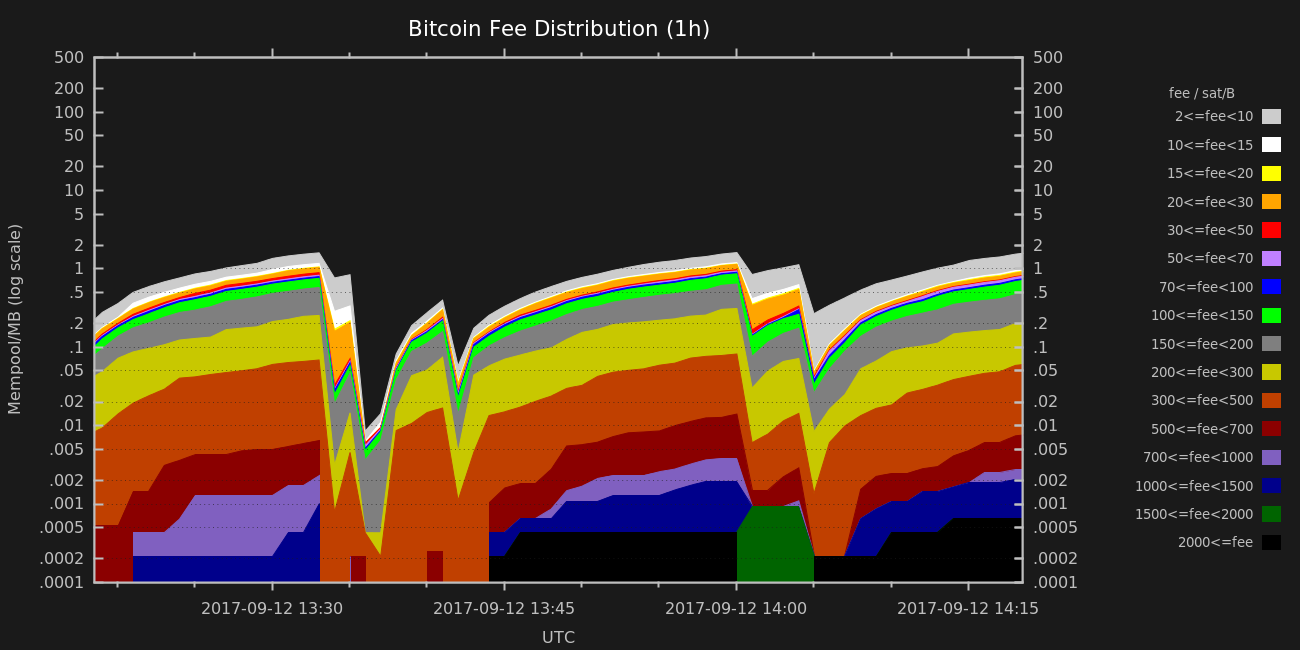 Bitcoin Fee Distribution (1h)
500
200
100
50
20
10
5
2
1
.5
.2
.1
.05
.02
.01
.005
.002
.001
.0005
.0002
.0001
Mempool/MB (log scale)
500
200
100
50
20
10
5
2
1
.5
.2
.1
.05
.02
.01
.005
.002
.001
.0005
.0002
.0001
2017-09-12 13:30
2017-09-12 13:45
2017-09-12 14:00
2017-09-12 14:15
UTC
fee / sat/B
2<=fee<10
10<=fee<15
15<=fee<20
20<=fee<30
30<=fee<50
50<=fee<70
70<=fee<100
100<=fee<150
150<=fee<200
200<=fee<300
300<=fee<500
500<=fee<700
700<=fee<1000
1000<=fee<1500
1500<=fee<2000
2000<=fee